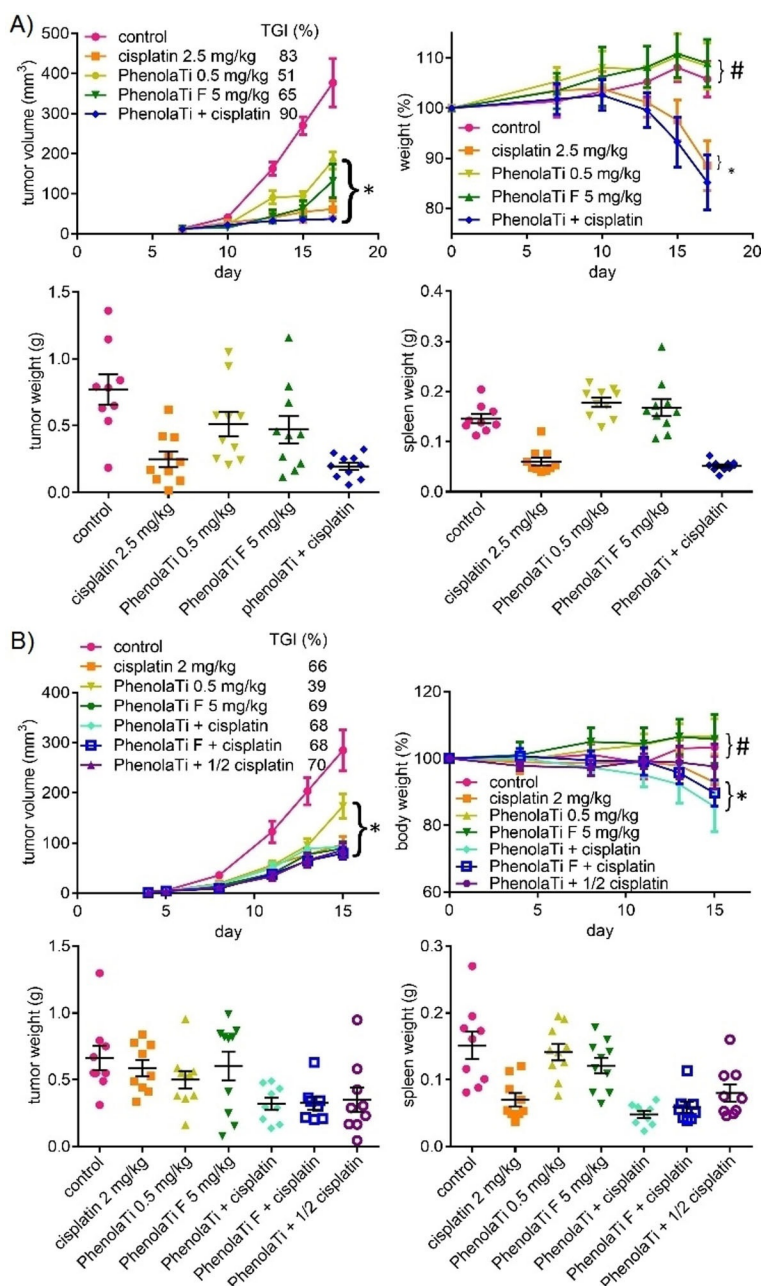 A)
TGI (%)
control
cisplatin 2.5 mg/kg 83
PhenolaTi 0.5 mg/kg 51
PhenolaTi F 5 mg/kg 65
PhenolaTi + cisplatin 90
tumor volume (mm³)
500
400
300
200
100
0
0 5 10 15 20
day
*
weight (%)
110
100
90
80
0 5 10 15 20
day
#
*
control
cisplatin 2.5 mg/kg
PhenolaTi 0.5 mg/kg
PhenolaTi F 5 mg/kg
PhenolaTi + cisplatin
tumor weight (g)
1.5
1.0
0.5
0.0
control
cisplatin 2.5 mg/kg
PhenolaTi 0.5 mg/kg
PhenolaTi F 5 mg/kg
phenolaTi + cisplatin
spleen weight (g)
0.4
0.3
0.2
0.1
0.0
control
cisplatin 2.5 mg/kg
PhenolaTi 0.5 mg/kg
PhenolaTi F 5 mg/kg
PhenolaTi + cisplatin
B)
TGI (%)
control
cisplatin 2 mg/kg 66
PhenolaTi 0.5 mg/kg 39
PhenolaTi F 5 mg/kg 69
PhenolaTi + cisplatin 68
PhenolaTi F + cisplatin 68
PhenolaTi + 1/2 cisplatin 70
tumor volume (mm³)
400
300
200
100
0
0 5 10 15
day
*
body weight (%)
120
100
80
60
0 5 10 15
day
#
*
control
cisplatin 2 mg/kg
PhenolaTi 0.5 mg/kg
PhenolaTi F 5 mg/kg
PhenolaTi + cisplatin
PhenolaTi F + cisplatin
PhenolaTi + 1/2 cisplatin
tumor weight (g)
1.5
1.0
0.5
0.0
control
cisplatin 2 mg/kg
PhenolaTi 0.5 mg/kg
PhenolaTi F 5 mg/kg
PhenolaTi + cisplatin
PhenolaTi F + cisplatin
PhenolaTi + 1/2 cisplatin
spleen weight (g)
0.3
0.2
0.1
0.0
control
cisplatin 2 mg/kg
PhenolaTi 0.5 mg/kg
PhenolaTi F 5 mg/kg
PhenolaTi + cisplatin
PhenolaTi F + cisplatin
PhenolaTi + 1/2 cisplatin